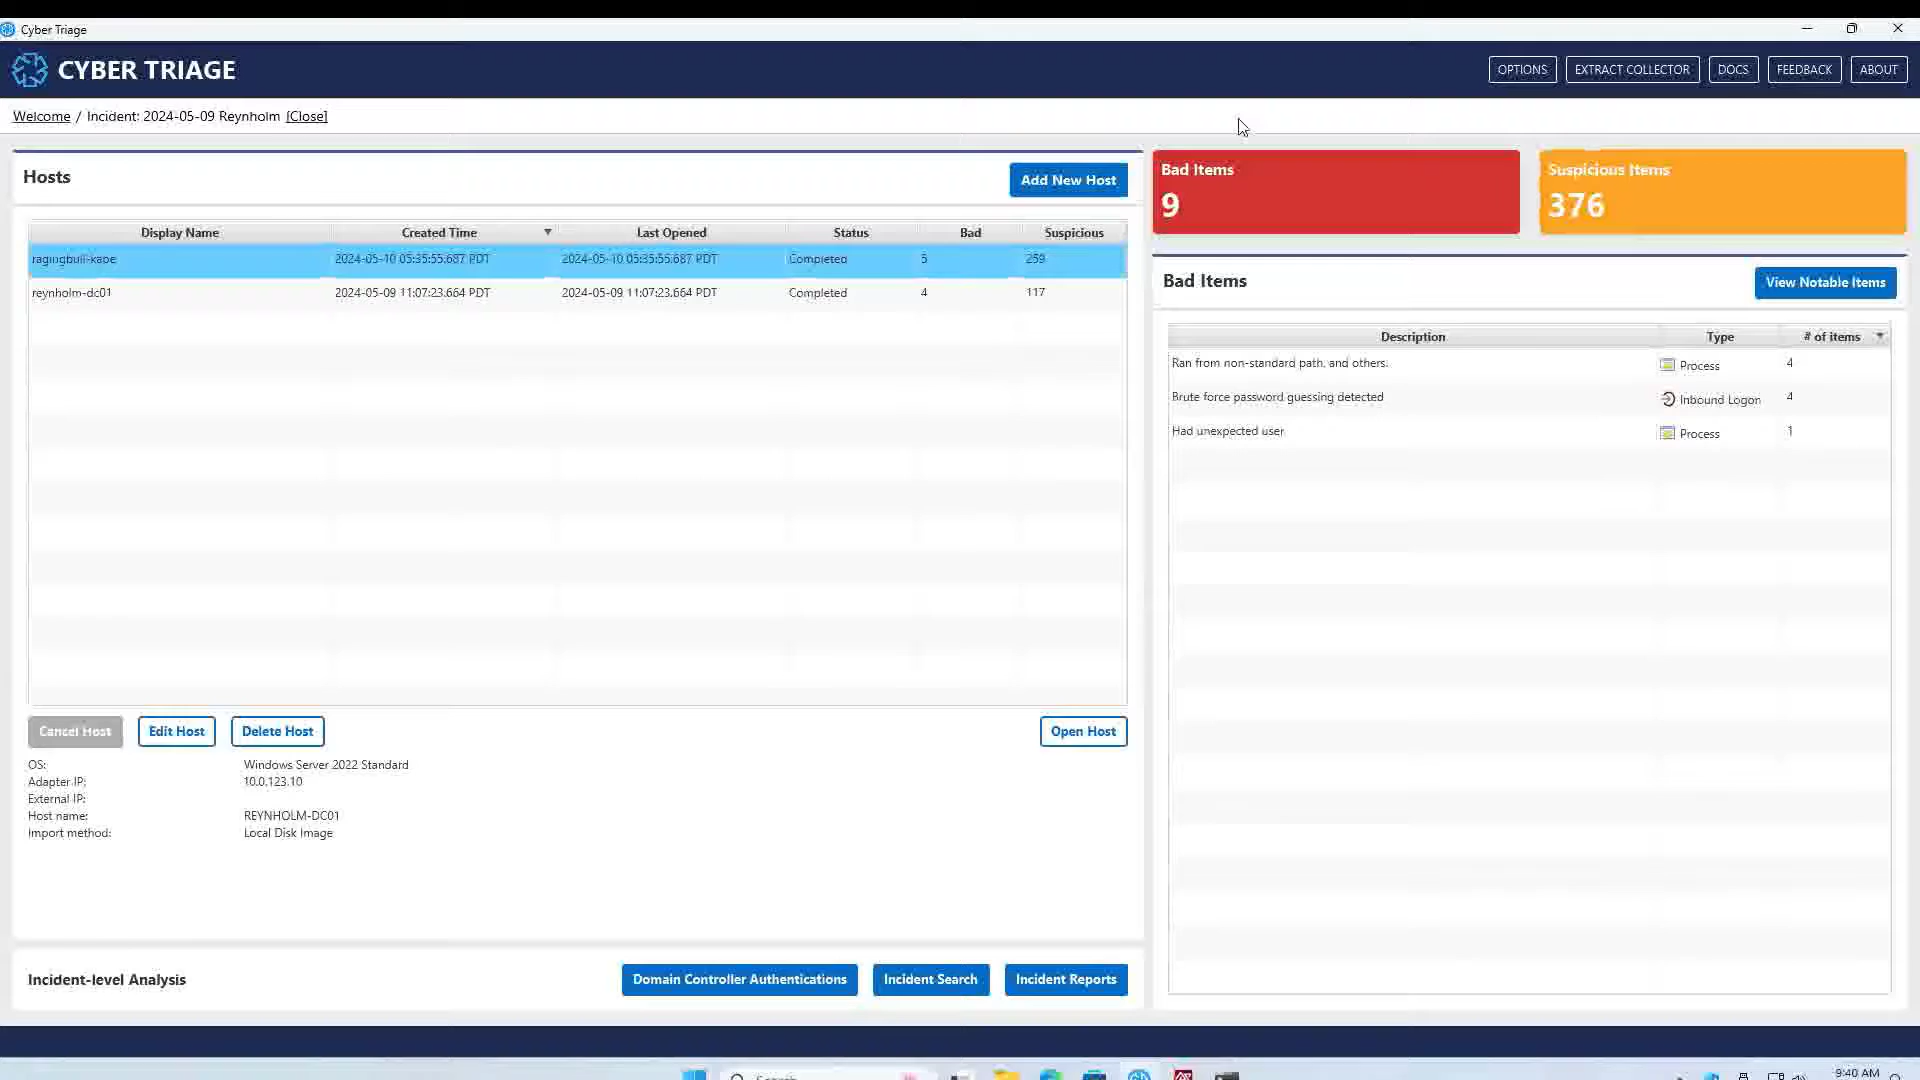 Cyber Triage
CYBER TRIAGE
OPTIONS
EXTRACT COLLECTOR
DOCS
FEEDBACK
ABOUT
Welcome / Incident: 2024-05-09 Reynholm [Close]
Hosts
Add New Host
Display Name Created Time Last Opened Status Bad Suspicious
ragingbull-kape 2024-05-10 05:35:55.687 PDT 2024-05-10 05:35:55.687 PDT Completed 5 259
reynholm-dc01 2024-05-09 11:07:23.664 PDT 2024-05-09 11:07:23.664 PDT Completed 4 117
Cancel Host
Edit Host
Delete Host
Open Host
OS: Windows Server 2022 Standard
Adapter IP: 10.0.123.10
External IP:
Host name: REYNHOLM-DC01
Import method: Local Disk Image
Incident-level Analysis
Domain Controller Authentications
Incident Search
Incident Reports
Bad Items
9
Suspicious Items
376
Bad Items
View Notable Items
Description Type # of items
Ran from non-standard path, and others. Process 4
Brute force password guessing detected Inbound Logon 4
Had unexpected user Process 1
Search
9:40 AM